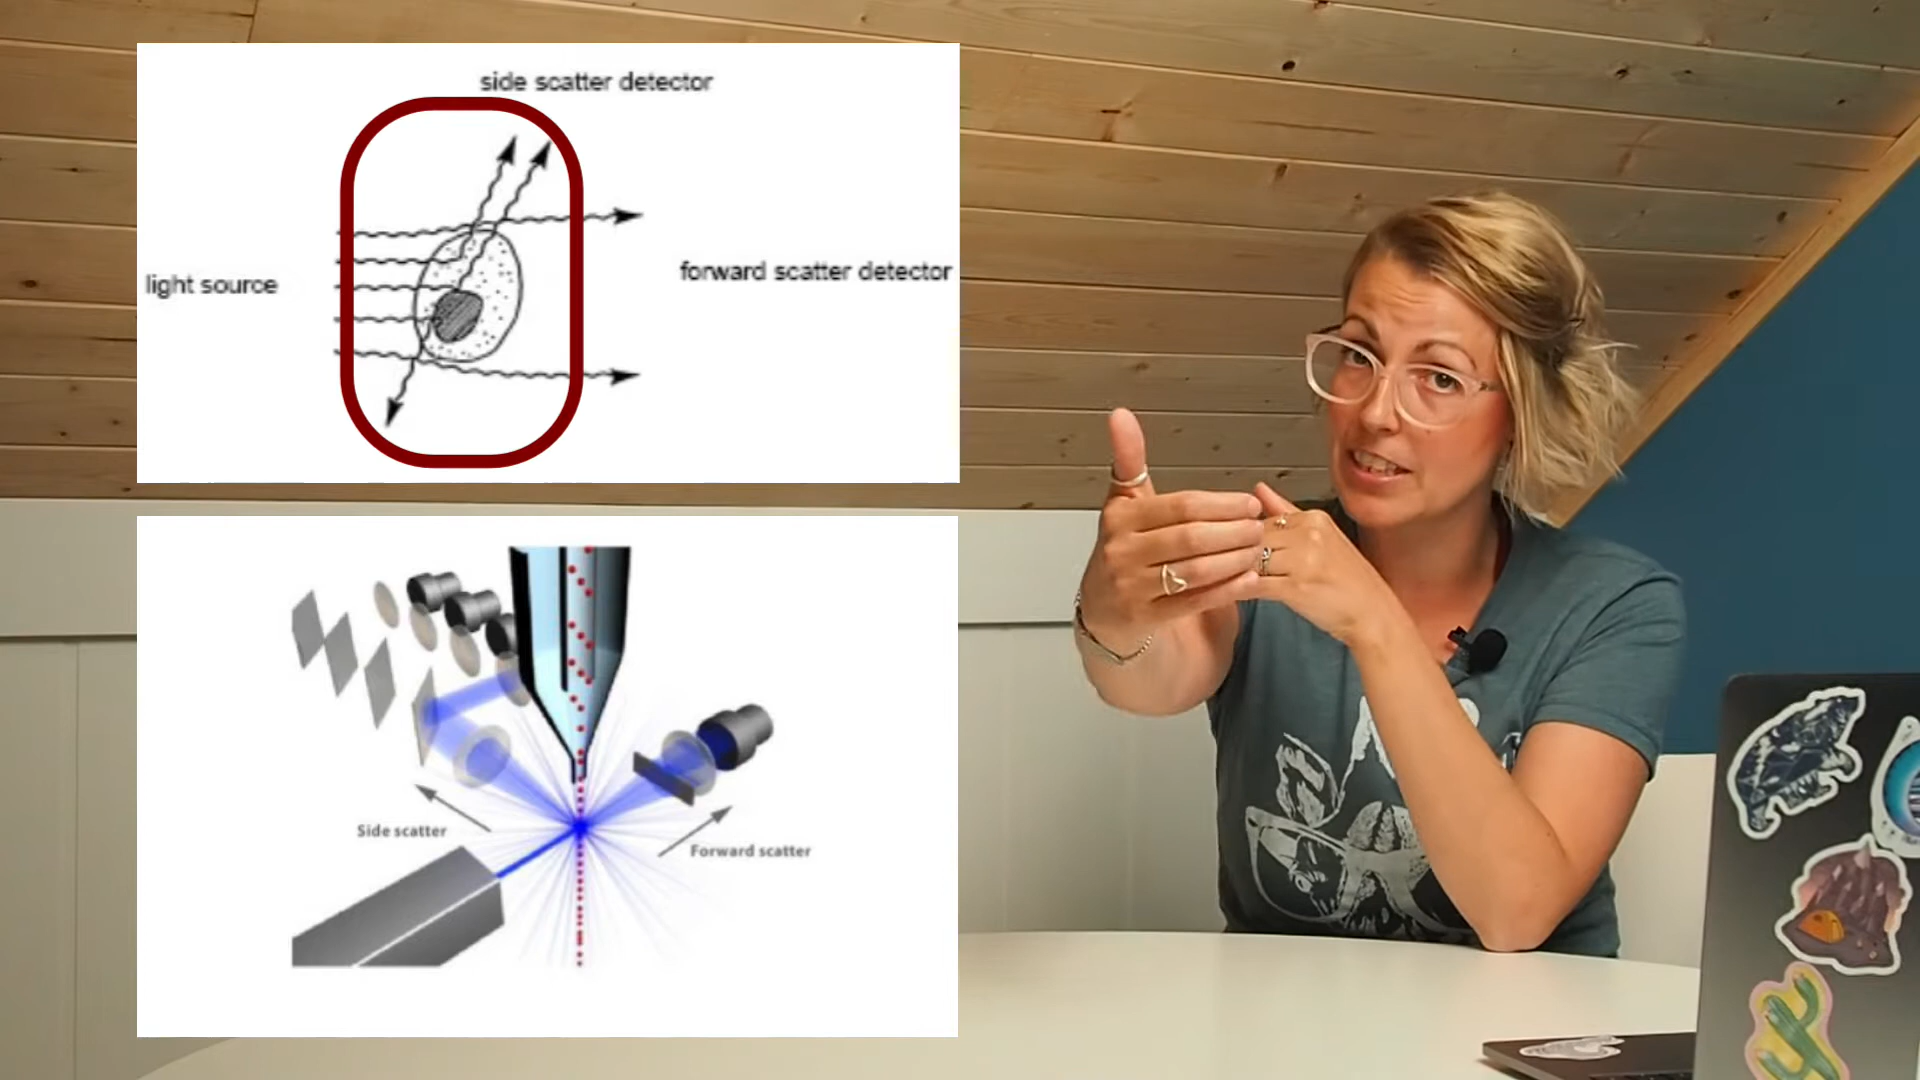 side scatter detector
light source
forward scatter detector
Side scatter
Forward scatter